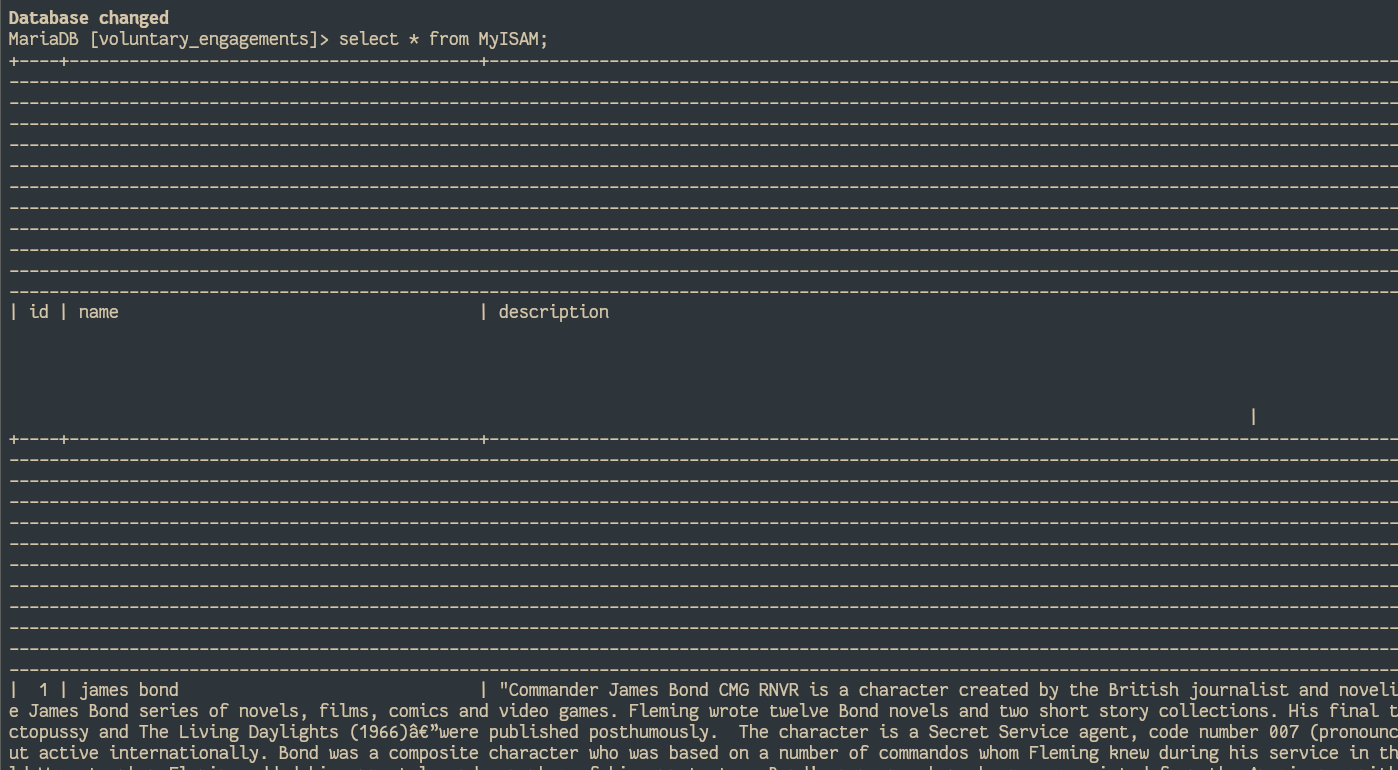 Database changed
MariaDB [voluntary_engagements]> select * from MyISAM;
| id | name | description
|
| 1 | james bond | "Commander James Bond CMG RNVR is a character created by the British journalist and noveli
e James Bond series of novels, films, comics and video games. Fleming wrote twelve Bond novels and two short story collections. His final t
ctopussy and The Living Daylights (1966)â€”were published posthumously.  The character is a Secret Service agent, code number 007 (pronounc
ut active internationally. Bond was a composite character who was based on a number of commandos whom Fleming knew during his service in th